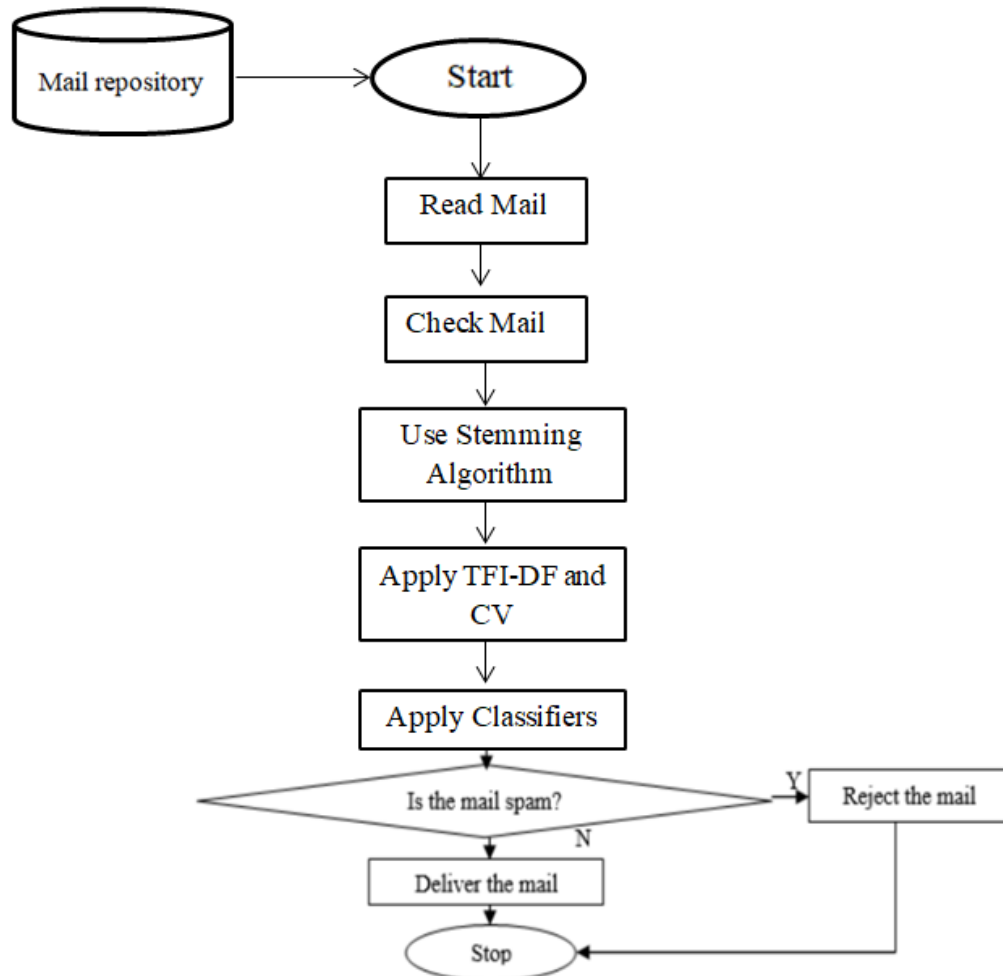 Mail repository
Start
Read Mail
Check Mail
Use Stemming
Algorithm
Apply TFI-DF and
CV
Apply Classifiers
Is the mail spam?
Y
Reject the mail
N
Deliver the mail
Stop